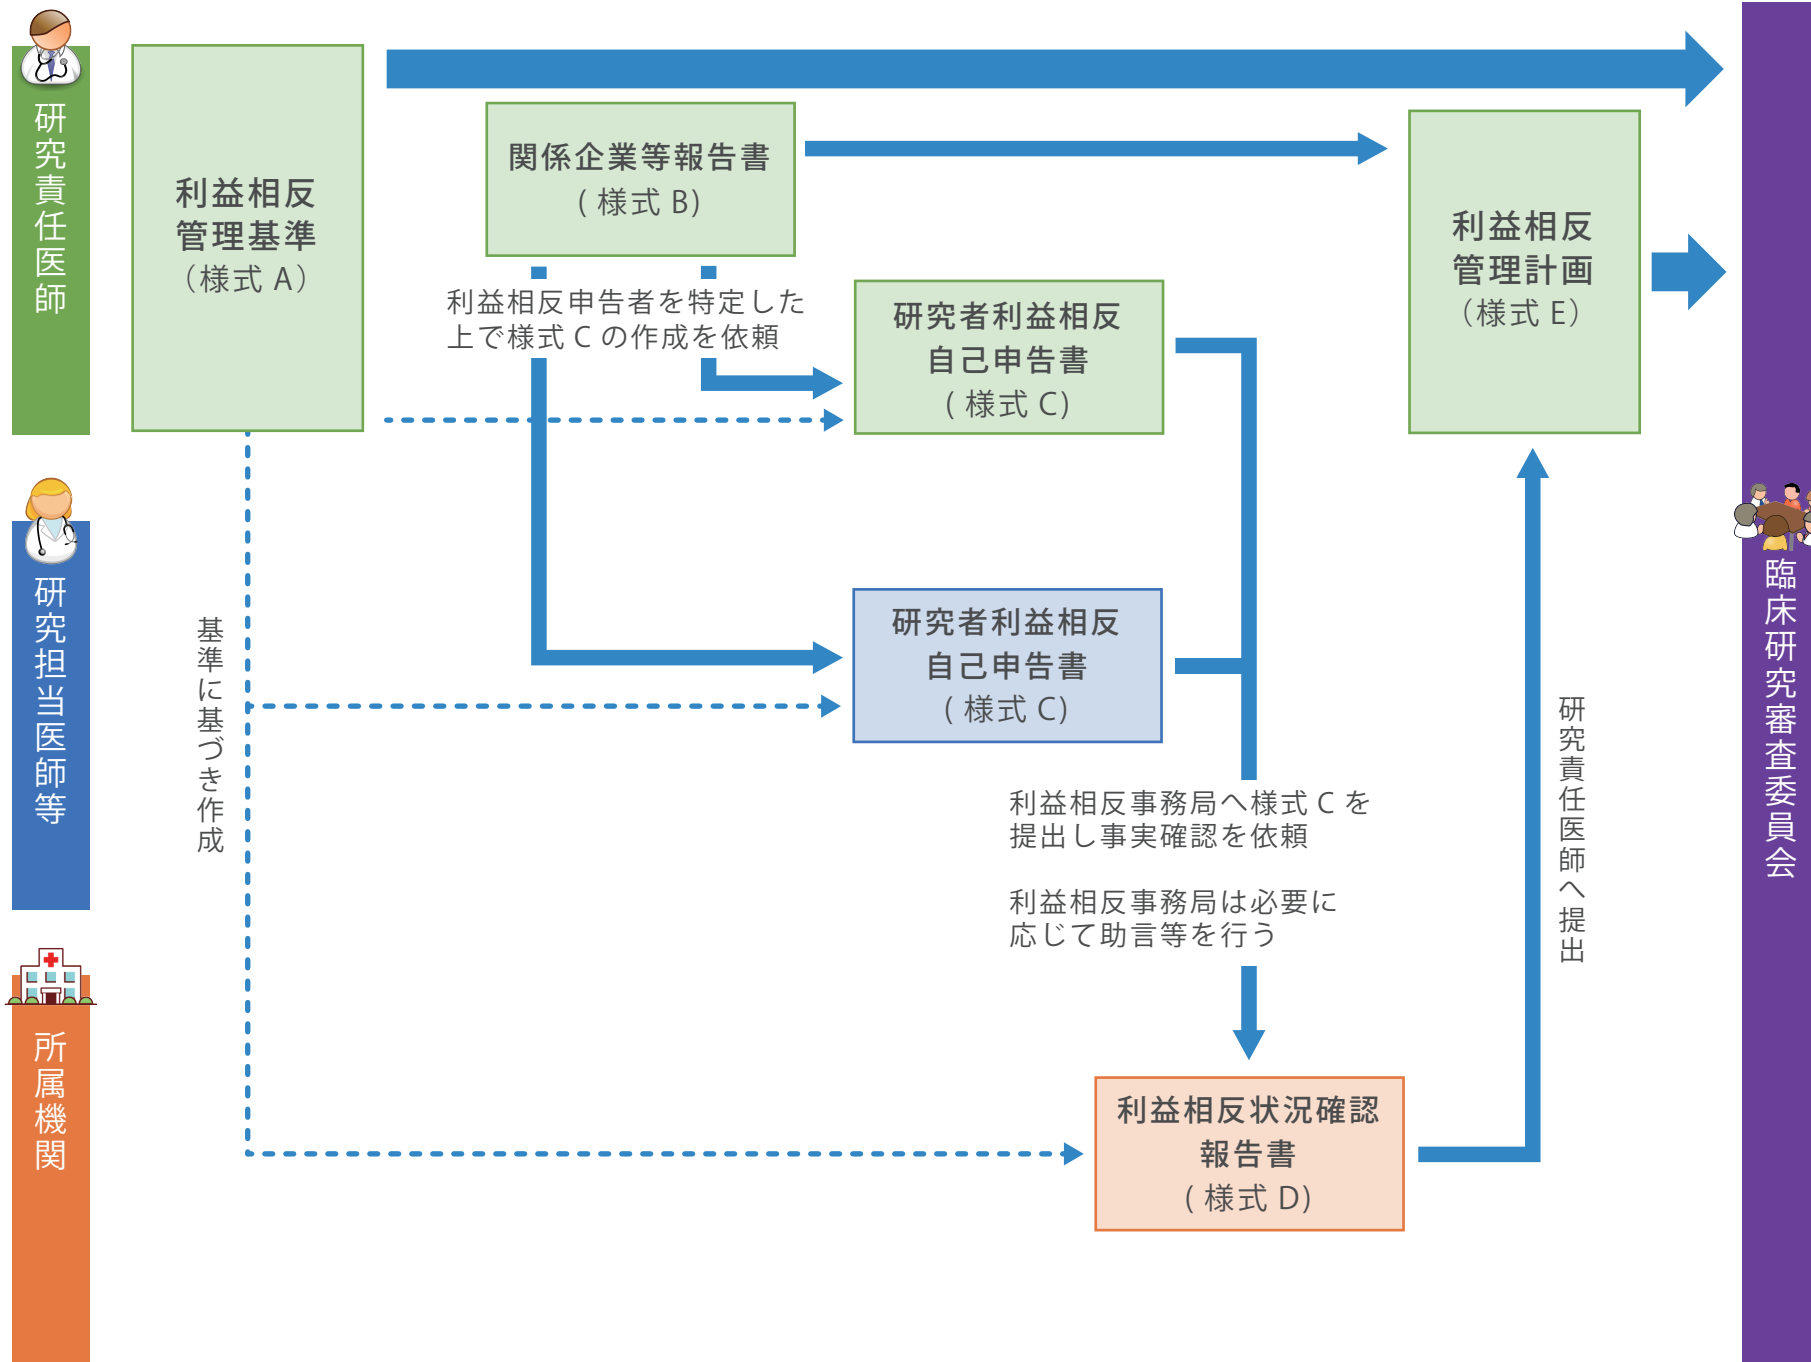 研究責任医師
利益相反
管理基準
（様式 A）
関係企業等報告書
( 様式 B)
利益相反申告者を特定した
上で様式 C の作成を依頼
研究者利益相反
自己申告書
( 様式 C)
利益相反
管理計画
（様式 E）
研究担当医師等
基準に基づき作成
研究者利益相反
自己申告書
( 様式 C)
利益相反事務局へ様式 C を
提出し事実確認を依頼
利益相反事務局は必要に
応じて助言等を行う
研究責任医師へ提出
臨床研究審査委員会
所属機関
利益相反状況確認
報告書
( 様式 D)